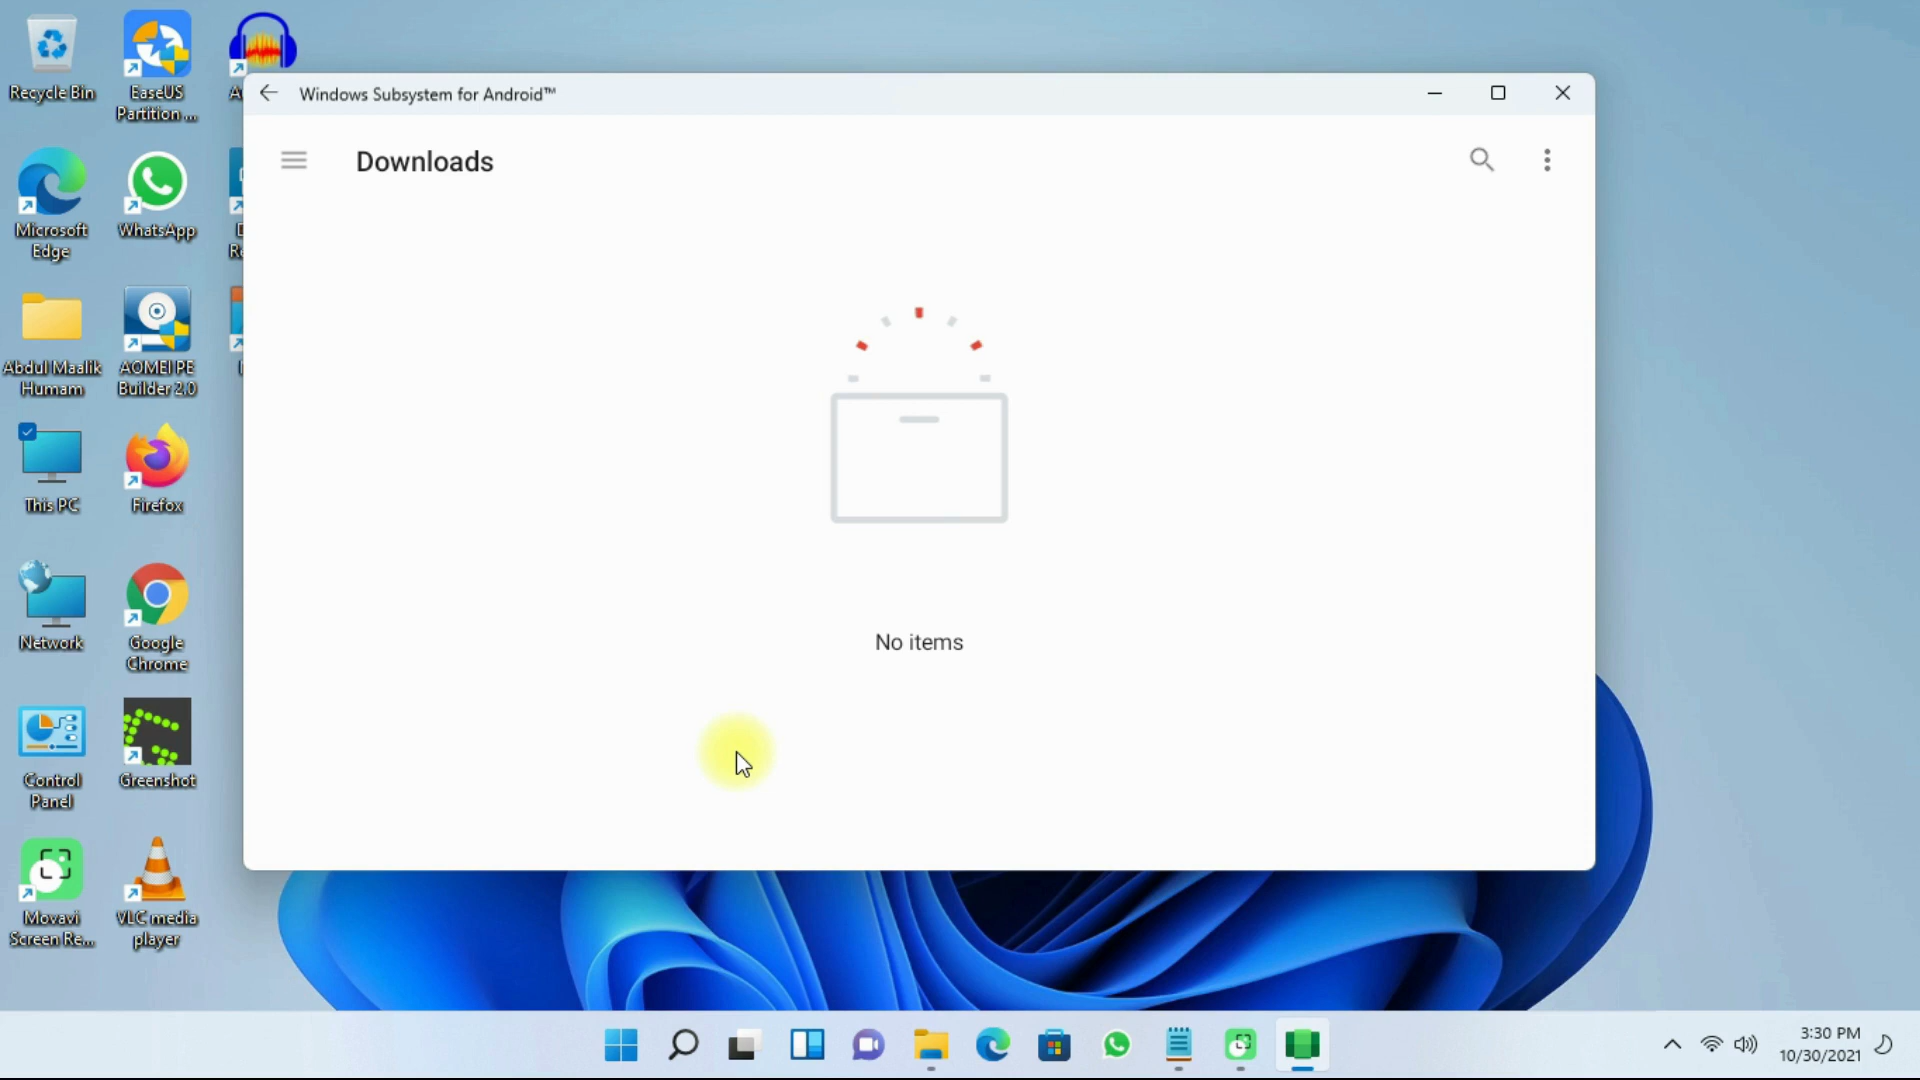 Recycle Bin
EaseUS
Partition ...
Microsoft
Edge
WhatsApp
Abdul Maalik
Humam
AOMEI PE
Builder 2.0
This PC
Firefox
Network
Google
Chrome
Control
Panel
Greenshot
Movavi
Screen Re...
VLC media
player
Windows Subsystem for Android™
Downloads
No items
3:30 PM
10/30/2021